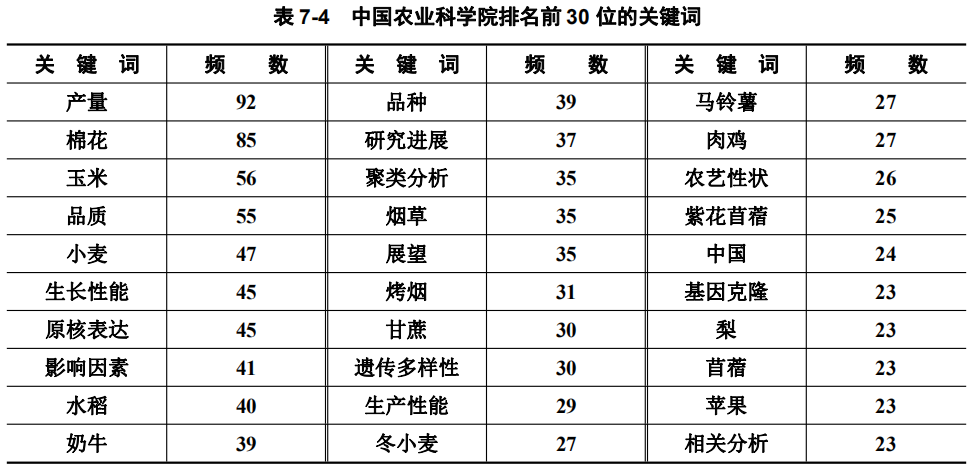 表 7-4 中国农业科学院排名前 30 位的关键词
关 键 词 频 数 关 键 词 频 数 关 键 词 频 数
产量 92 品种 39 马铃薯 27
棉花 85 研究进展 37 肉鸡 27
玉米 56 聚类分析 35 农艺性状 26
品质 55 烟草 35 紫花苜蓿 25
小麦 47 展望 35 中国 24
生长性能 45 烤烟 31 基因克隆 23
原核表达 45 甘蔗 30 梨 23
影响因素 41 遗传多样性 30 苜蓿 23
水稻 40 生产性能 29 苹果 23
奶牛 39 冬小麦 27 相关分析 23